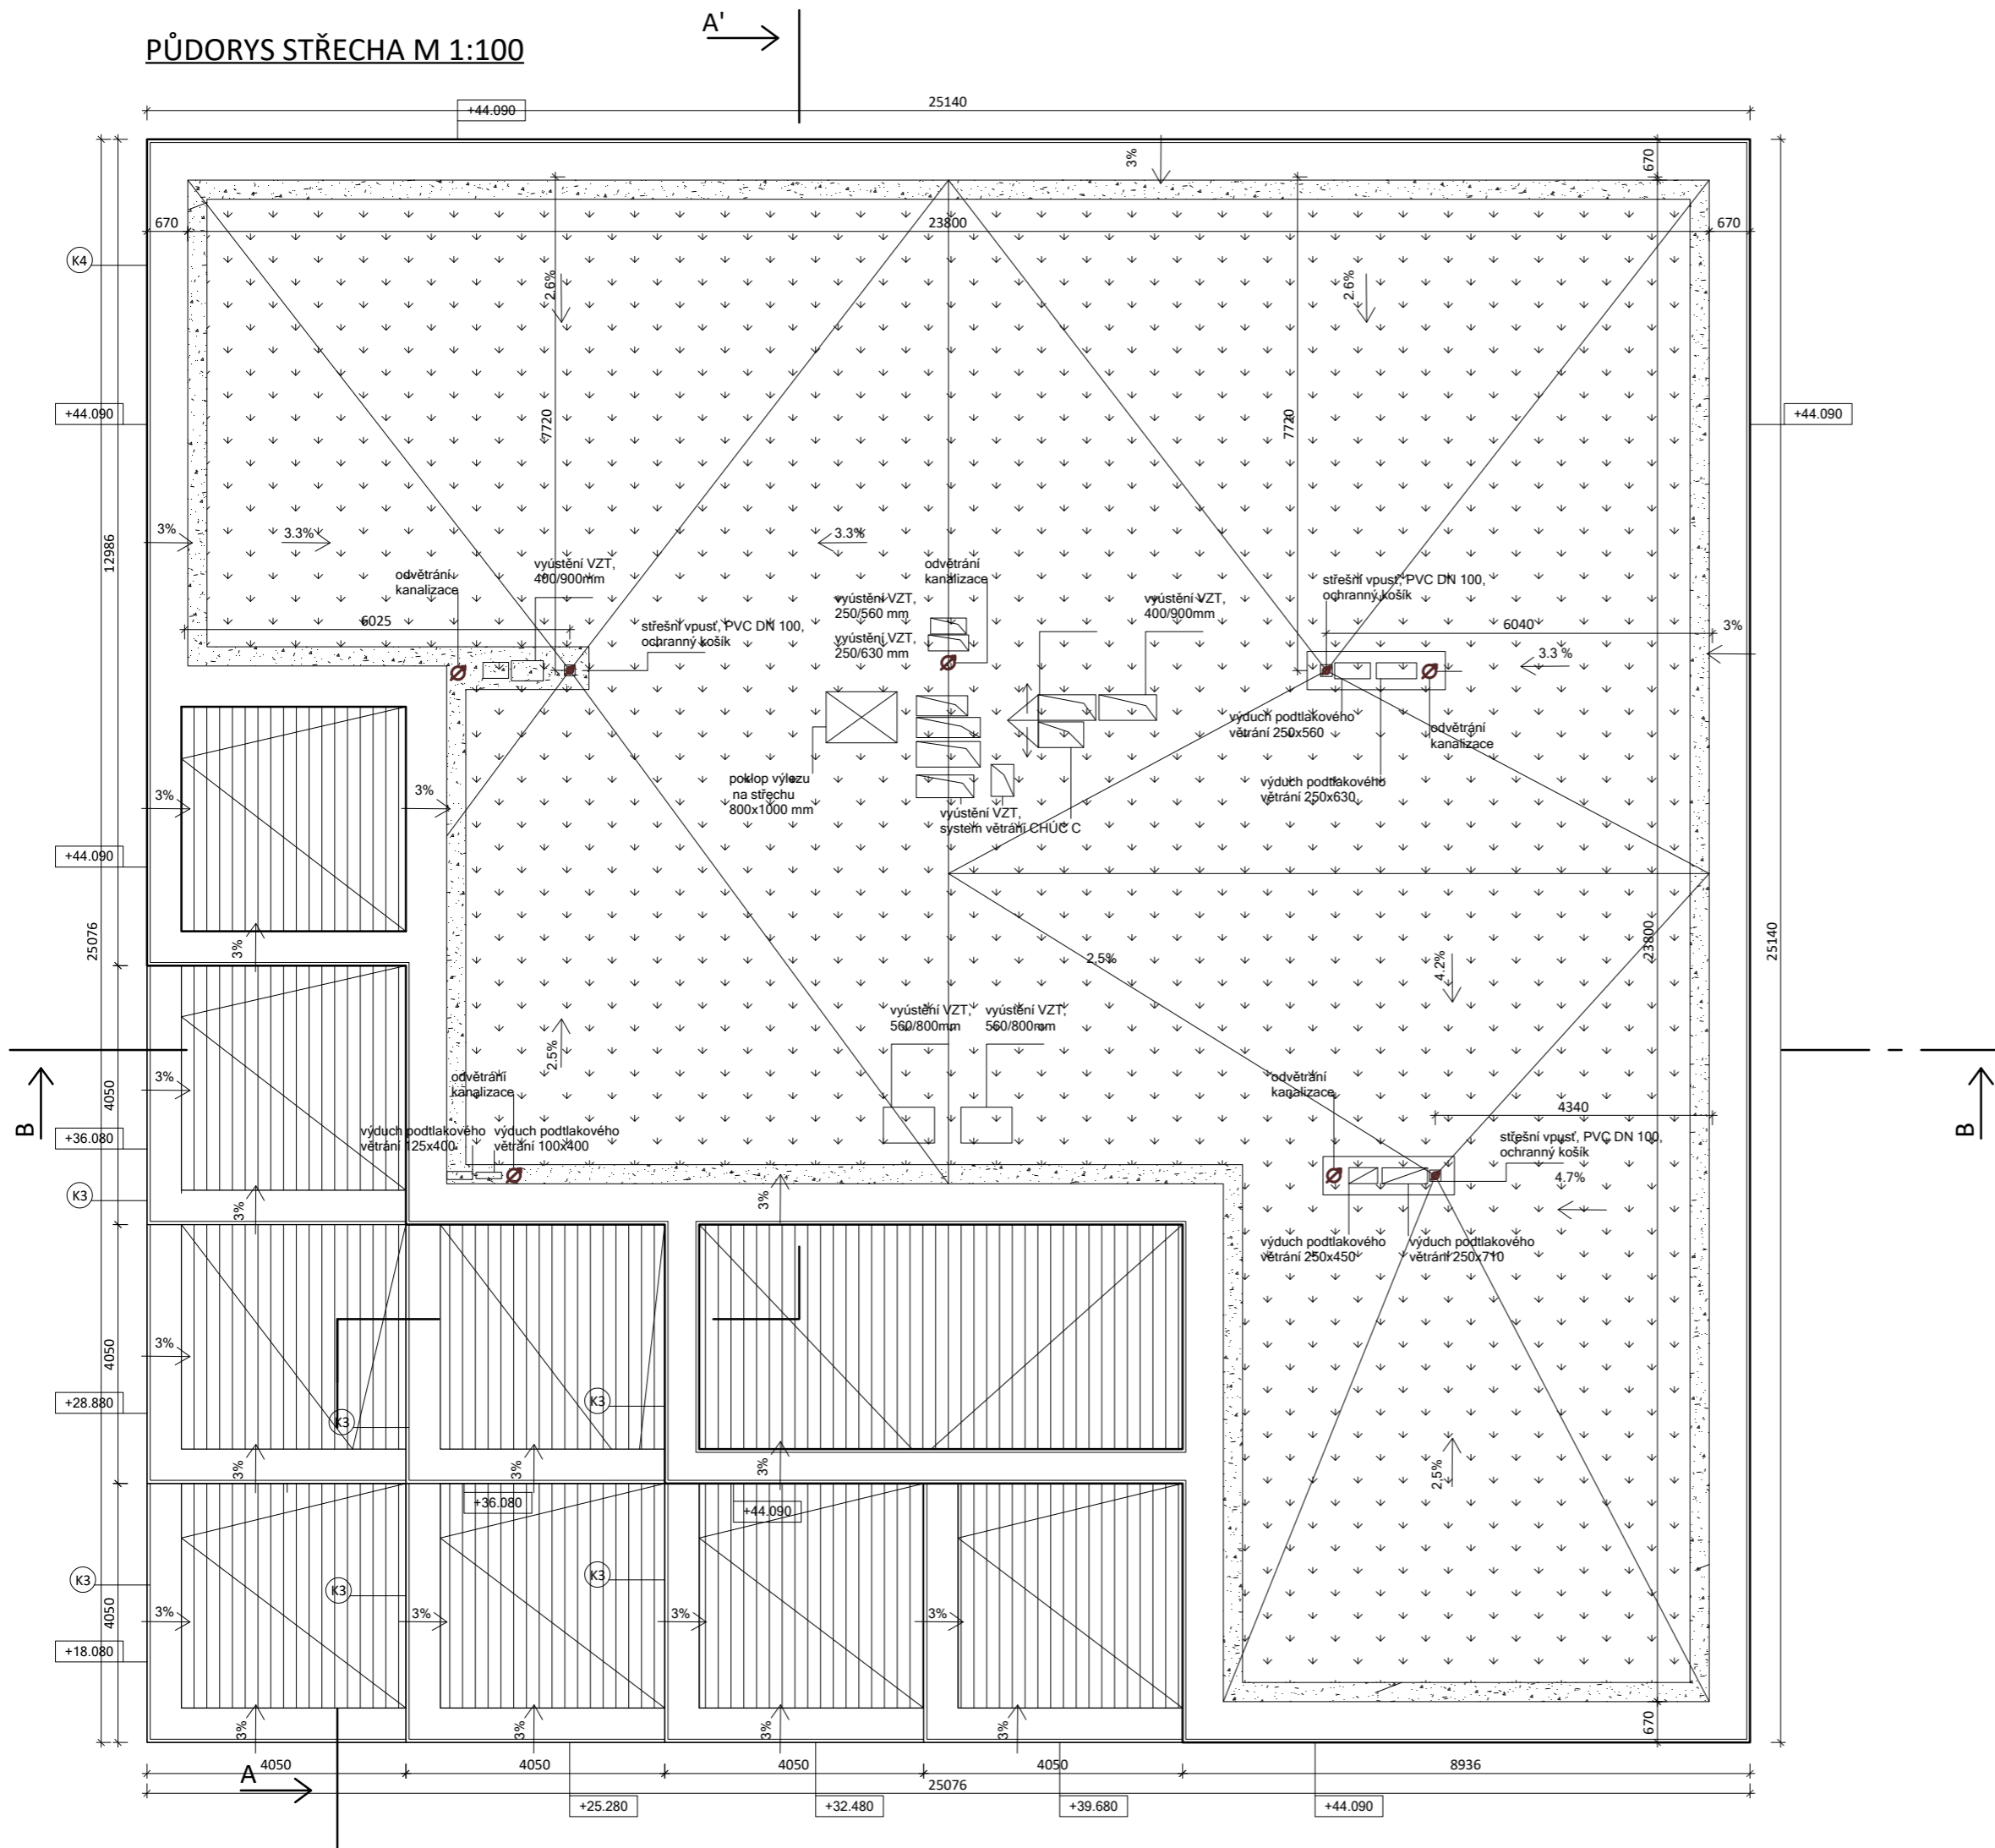 PŮDORYS STŘECHA M 1:100
A'
+44.090
25140
3%
670
670
23800
670
K4
2.6%
2.6%
+44.090
+44.090
7720
7720
12986
3%
3.3%
3.3%
odvětrání
kanalizace
vyústění VZT,
400/900mm
odvětrání
kanalizace
vyústění VZT,
250/560 mm
vyústění VZT,
400/900mm
střešní vpusť, PVC DN 100,
ochranný košík
6025
střešní vpusť, PVC DN 100,
ochranný košík
vyústění VZT,
250/630 mm
6040
3%
3.3 %
výduch podtlakového
větrání 250x560
odvětrání
kanalizace
3%
3%
poklop výlezu
na střechu
800x1000 mm
výduch podtlakového
větrání 250x630
vyústění VZT,
system větrání CHÚC C
+44.090
25076
3%
2,5%
4.2%
23800
25140
vyústění VZT,
560/800mm
vyústění VZT,
560/800mm
2.5%
B
3%
4050
odvětrání
kanalizace
odvětrání
kanalizace
4340
B
+36.080
výduch podtlakového
větrání 125x400
výduch podtlakového
větrání 100x400
střešní vpusť, PVC DN 100,
ochranný košík
4.7%
K3
3%
3%
výduch podtlakového
větrání 250x450
výduch podtlakového
větrání 250x710
3%
4050
+28.880
K3
K3
3%
3%
3%
2,5%
+36.080
+44.090
K3
K3
K3
3%
3%
3%
3%
4050
+18.080
3%
3%
3%
3%
670
4050
4050
4050
4050
8936
A
25076
+25.280
+32.480
+39.680
+44.090